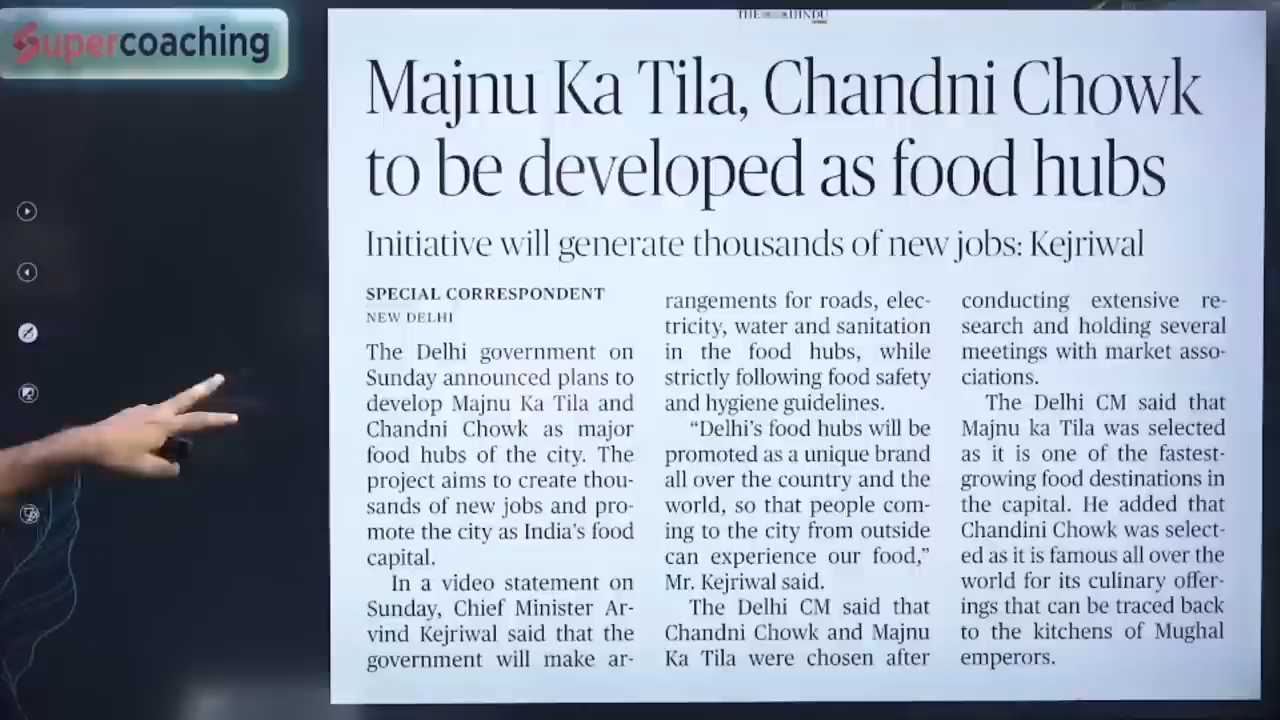 Supercoaching
THE HINDU
Majnu Ka Tila, Chandni Chowk
to be developed as food hubs
Initiative will generate thousands of new jobs: Kejriwal
SPECIAL CORRESPONDENT
NEW DELHI
The Delhi government on
Sunday announced plans to
develop Majnu Ka Tila and
Chandni Chowk as major
food hubs of the city. The
project aims to create thou-
sands of new jobs and pro-
mote the city as India's food
capital.
In a video statement on
Sunday, Chief Minister Ar-
vind Kejriwal said that the
government will make ar-
rangements for roads, elec-
tricity, water and sanitation
in the food hubs, while
strictly following food safety
and hygiene guidelines.
“Delhi's food hubs will be
promoted as a unique brand
all over the country and the
world, so that people com-
ing to the city from outside
can experience our food,”
Mr. Kejriwal said.
The Delhi CM said that
Chandni Chowk and Majnu
Ka Tila were chosen after
conducting extensive re-
search and holding several
meetings with market asso-
ciations.
The Delhi CM said that
Majnu ka Tila was selected
as it is one of the fastest-
growing food destinations in
the capital. He added that
Chandini Chowk was select-
ed as it is famous all over the
world for its culinary offer-
ings that can be traced back
to the kitchens of Mughal
emperors.